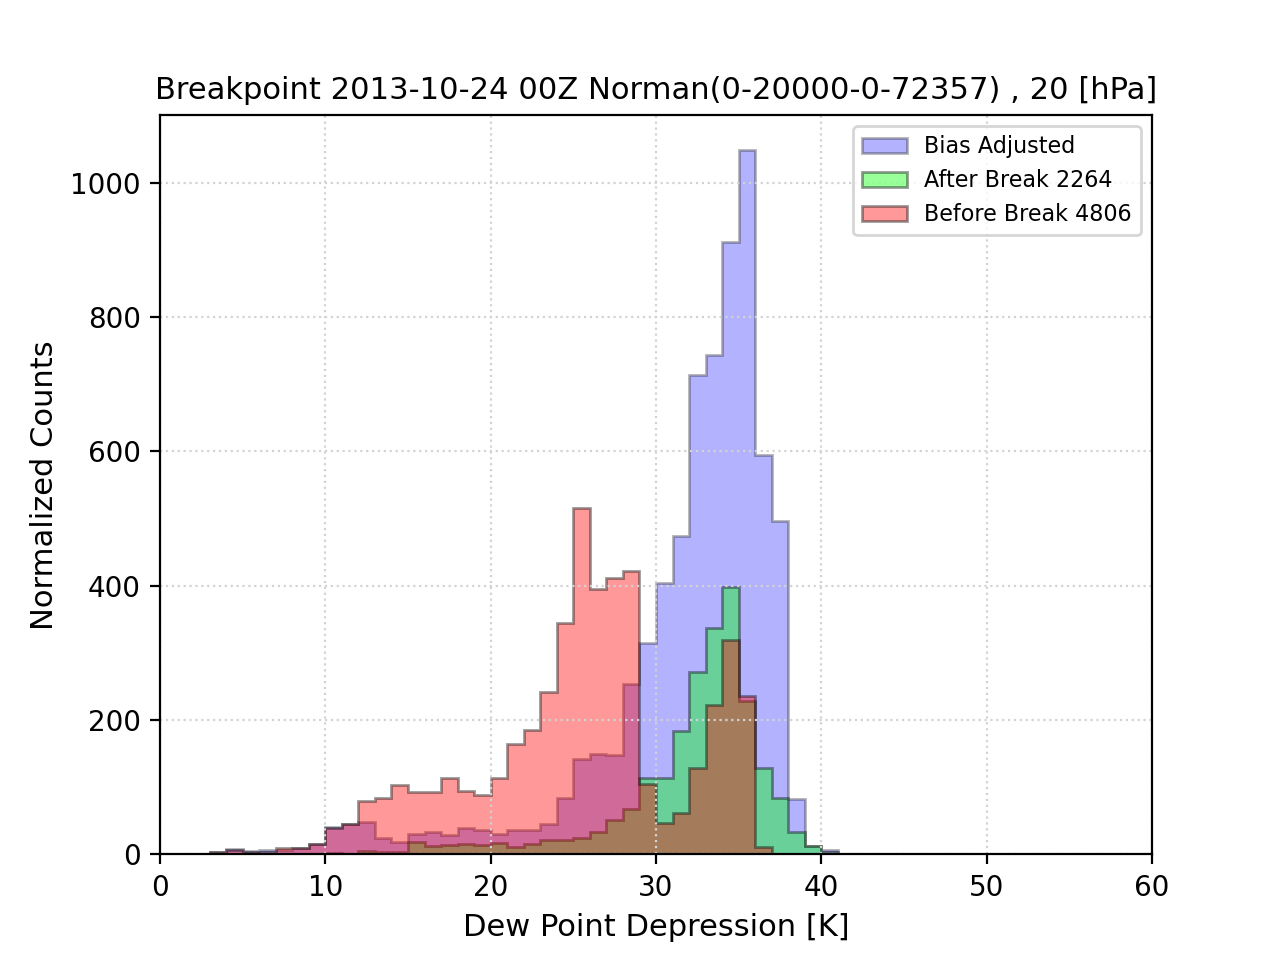 Breakpoint 2013-10-24 00Z Norman(0-20000-0-72357) , 20 [hPa]
Bias Adjusted
After Break 2264
Before Break 4806
Normalized Counts
1000
800
600
400
200
0
0 10 20 30 40 50 60
Dew Point Depression [K]